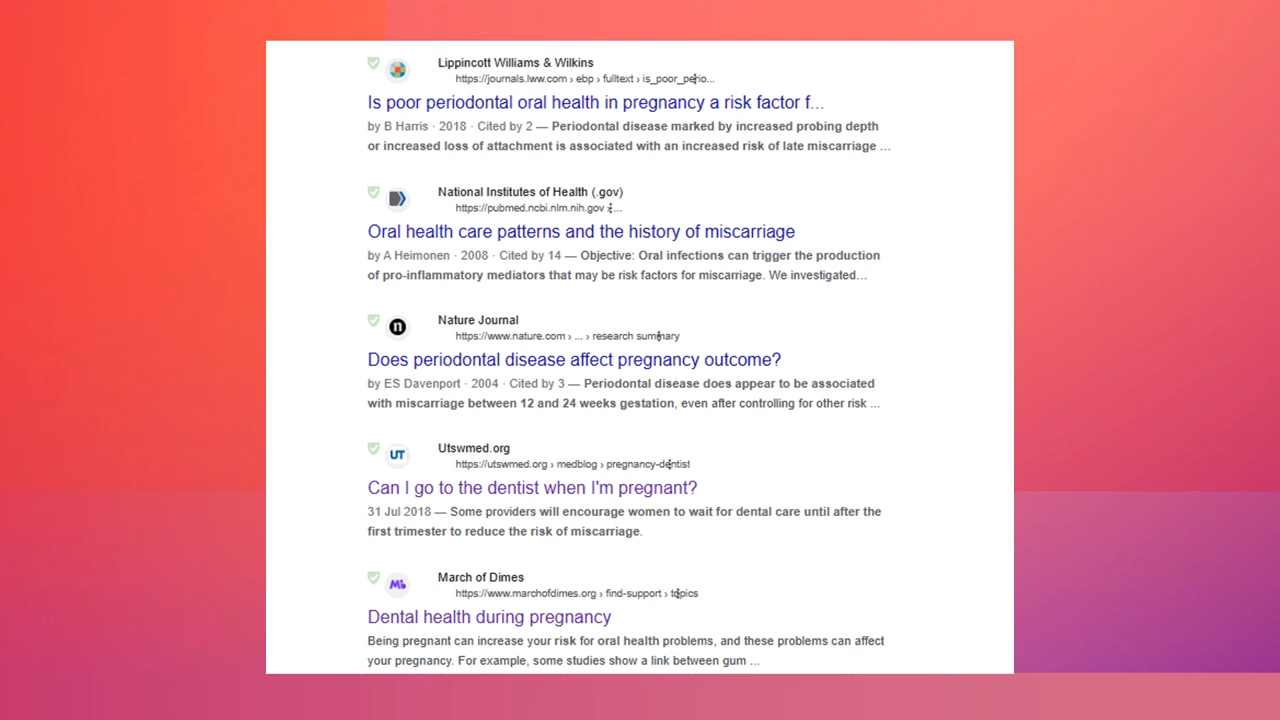 Lippincott Williams & Wilkins
https://journals.lww.com › ebp › fulltext › is_poor_perio...
Is poor periodontal oral health in pregnancy a risk factor f...
by B Harris · 2018 · Cited by 2 — Periodontal disease marked by increased probing depth
or increased loss of attachment is associated with an increased risk of late miscarriage ...
National Institutes of Health (.gov)
https://pubmed.ncbi.nlm.nih.gov › ...
Oral health care patterns and the history of miscarriage
by A Heimonen · 2008 · Cited by 14 — Objective: Oral infections can trigger the production
of pro-inflammatory mediators that may be risk factors for miscarriage. We investigated...
n
Nature Journal
https://www.nature.com › ... › research summary
Does periodontal disease affect pregnancy outcome?
by ES Davenport · 2004 · Cited by 3 — Periodontal disease does appear to be associated
with miscarriage between 12 and 24 weeks gestation, even after controlling for other risk ...
UT
Utswmed.org
https://utswmed.org › medblog › pregnancy-dentist
Can I go to the dentist when I'm pregnant?
31 Jul 2018 — Some providers will encourage women to wait for dental care until after the
first trimester to reduce the risk of miscarriage.
March of Dimes
https://www.marchofdimes.org › find-support › topics
Dental health during pregnancy
Being pregnant can increase your risk for oral health problems, and these problems can affect
your pregnancy. For example, some studies show a link between gum ...